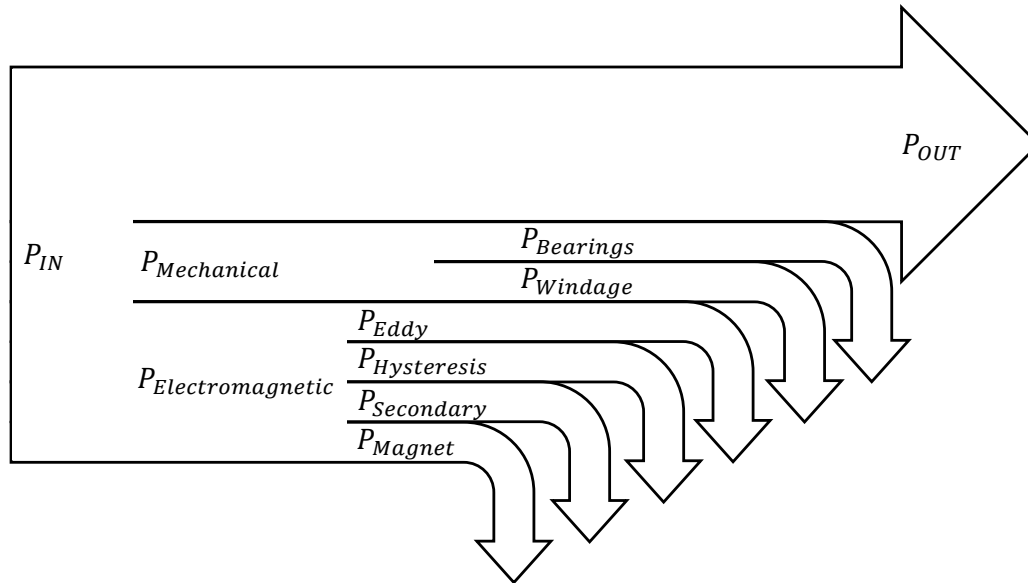 P_OUT
P_IN
P_Mechanical
P_Bearings
P_Windage
P_Eddy
P_Hysteresis
P_Electromagnetic
P_Secondary
P_Magnet